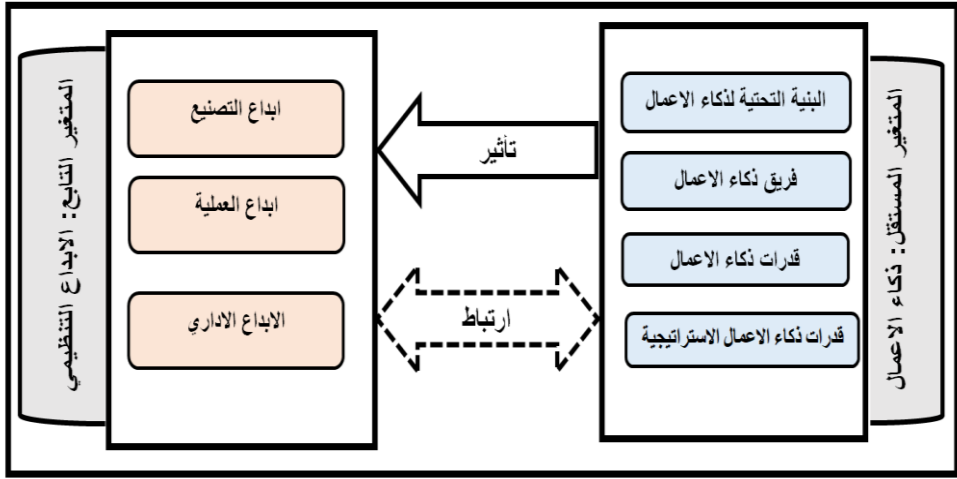 المتغير المستقل: ذكاء الاعمال
البنية التحتية لذكاء الاعمال
فريق ذكاء الاعمال
قدرات ذكاء الاعمال
قدرات ذكاء الاعمال الاستراتيجية
تأثير
ارتباط
ابداع التصنيع
ابداع العملية
الابداع الاداري
المتغير التابع: الابداع التنظيمي